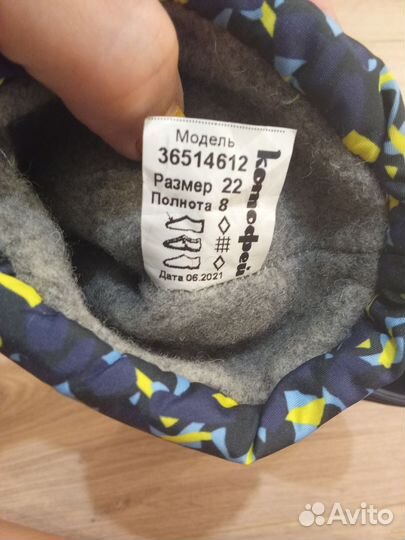 Модель
36514612
Размер 22
Полнота 8
Дата 06.2021
котофей
Avito